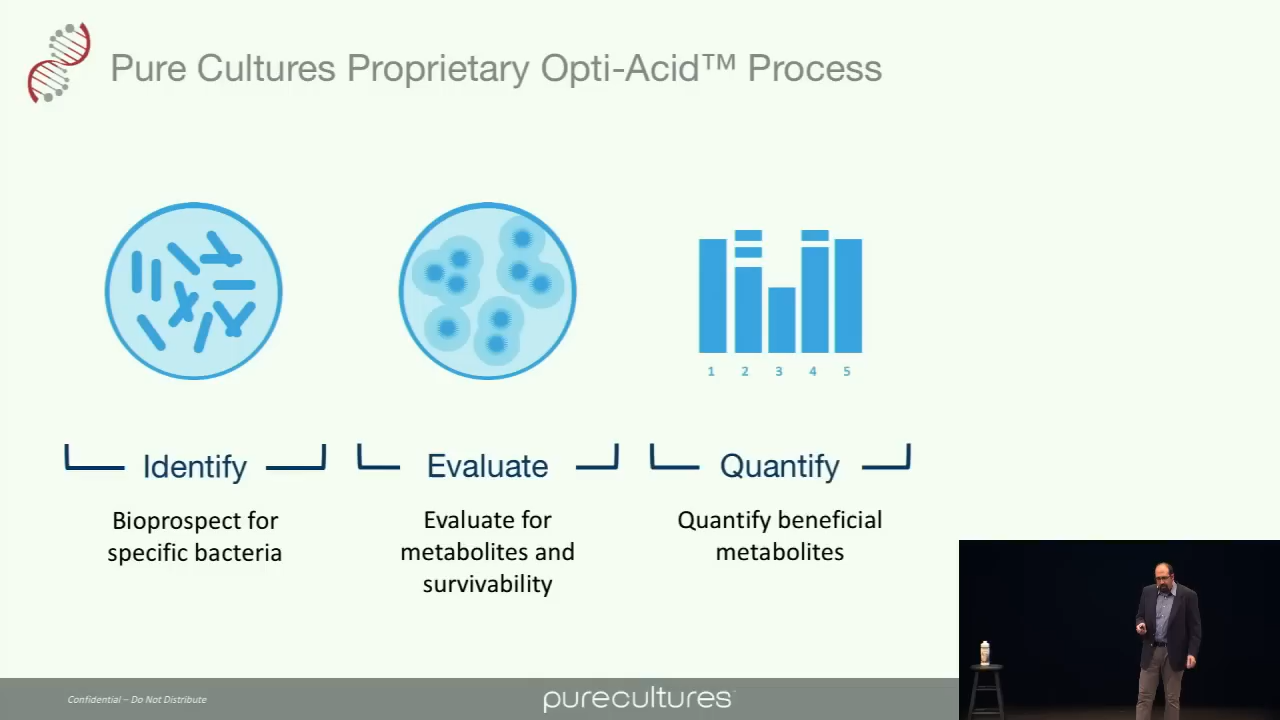 Pure Cultures Proprietary Opti-Acid™ Process
1 2 3 4 5
Identify
Bioprospect for
specific bacteria
Evaluate
Evaluate for
metabolites and
survivability
Quantify
Quantify beneficial
metabolites
Confidential – Do Not Distribute
purecultures